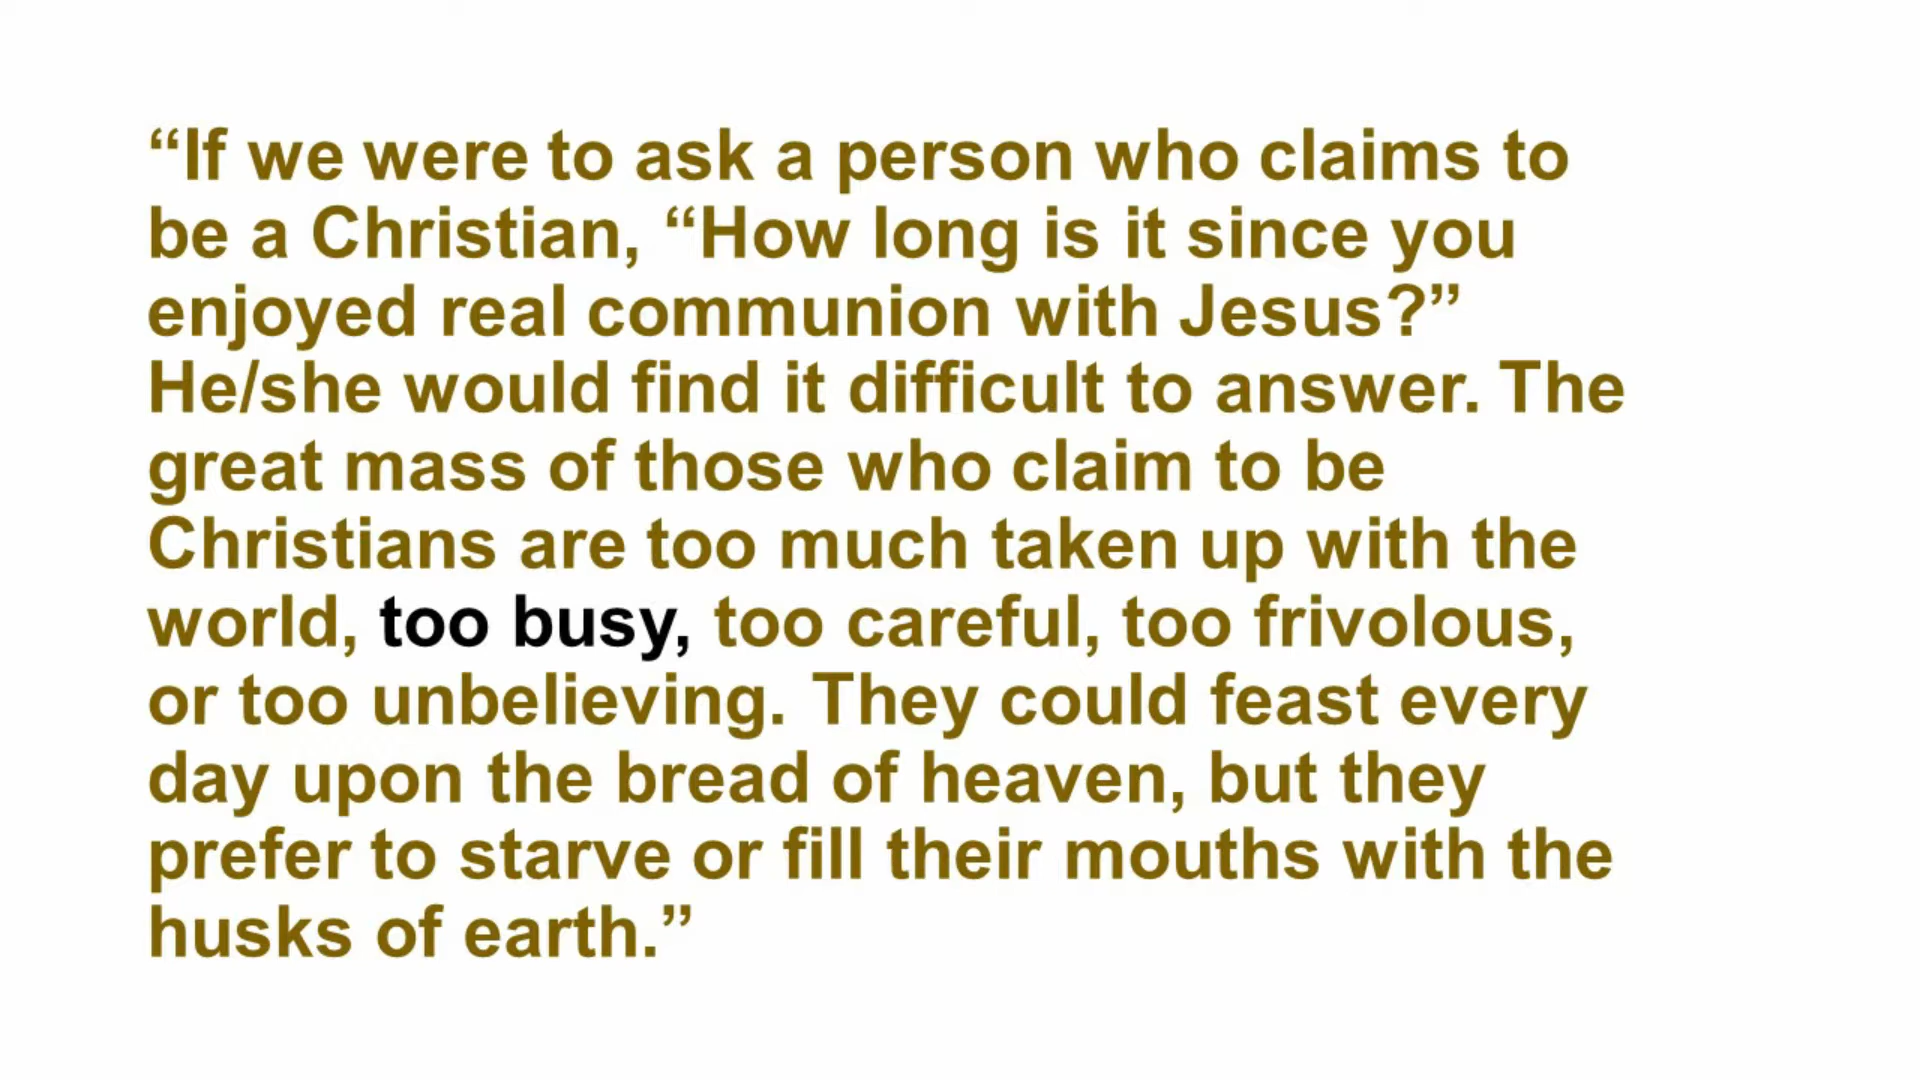 “If we were to ask a person who claims to
be a Christian, “How long is it since you
enjoyed real communion with Jesus?”
He/she would find it difficult to answer. The
great mass of those who claim to be
Christians are too much taken up with the
world, too busy, too careful, too frivolous,
or too unbelieving. They could feast every
day upon the bread of heaven, but they
prefer to starve or fill their mouths with the
husks of earth.”